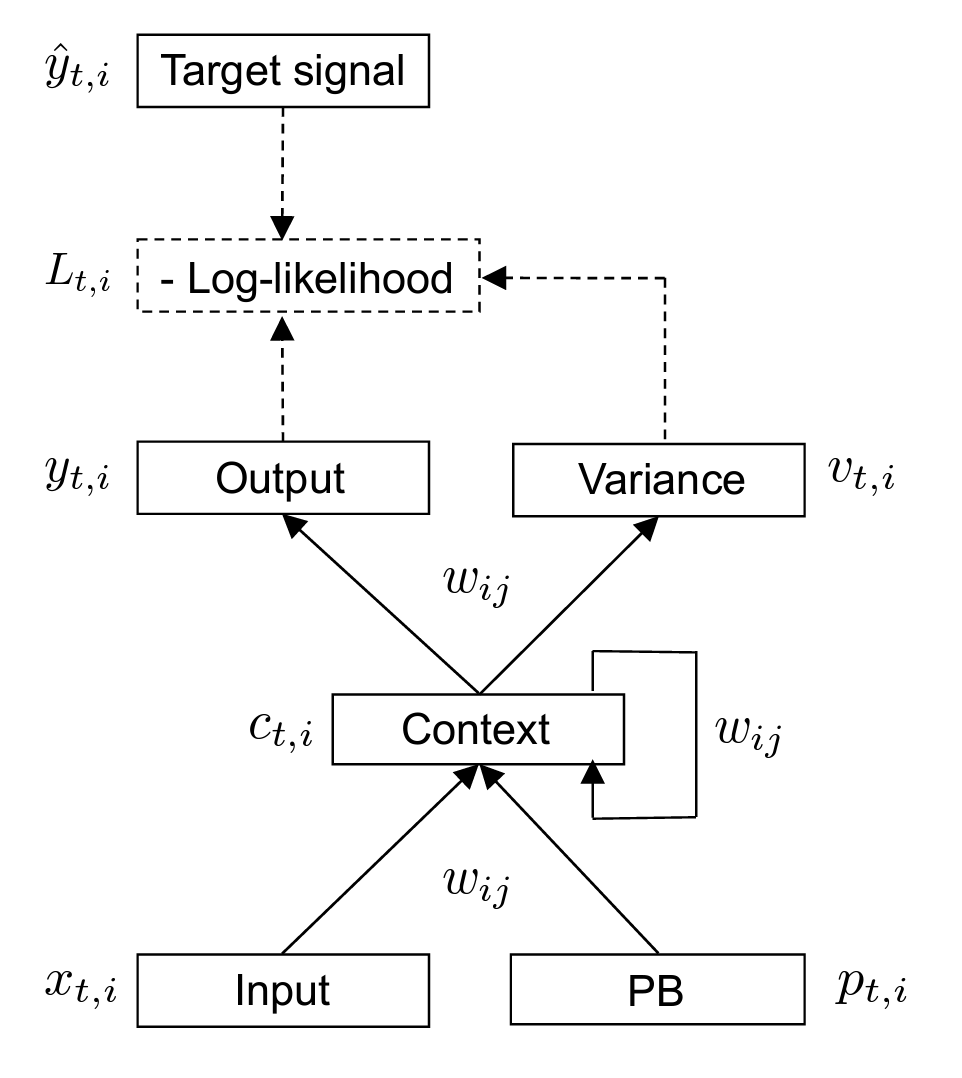 ŷ_{t,i} Target signal
L_{t,i} - Log-likelihood
y_{t,i} Output Variance v_{t,i}
w_{ij}
c_{t,i} Context w_{ij}
w_{ij}
x_{t,i} Input PB p_{t,i}